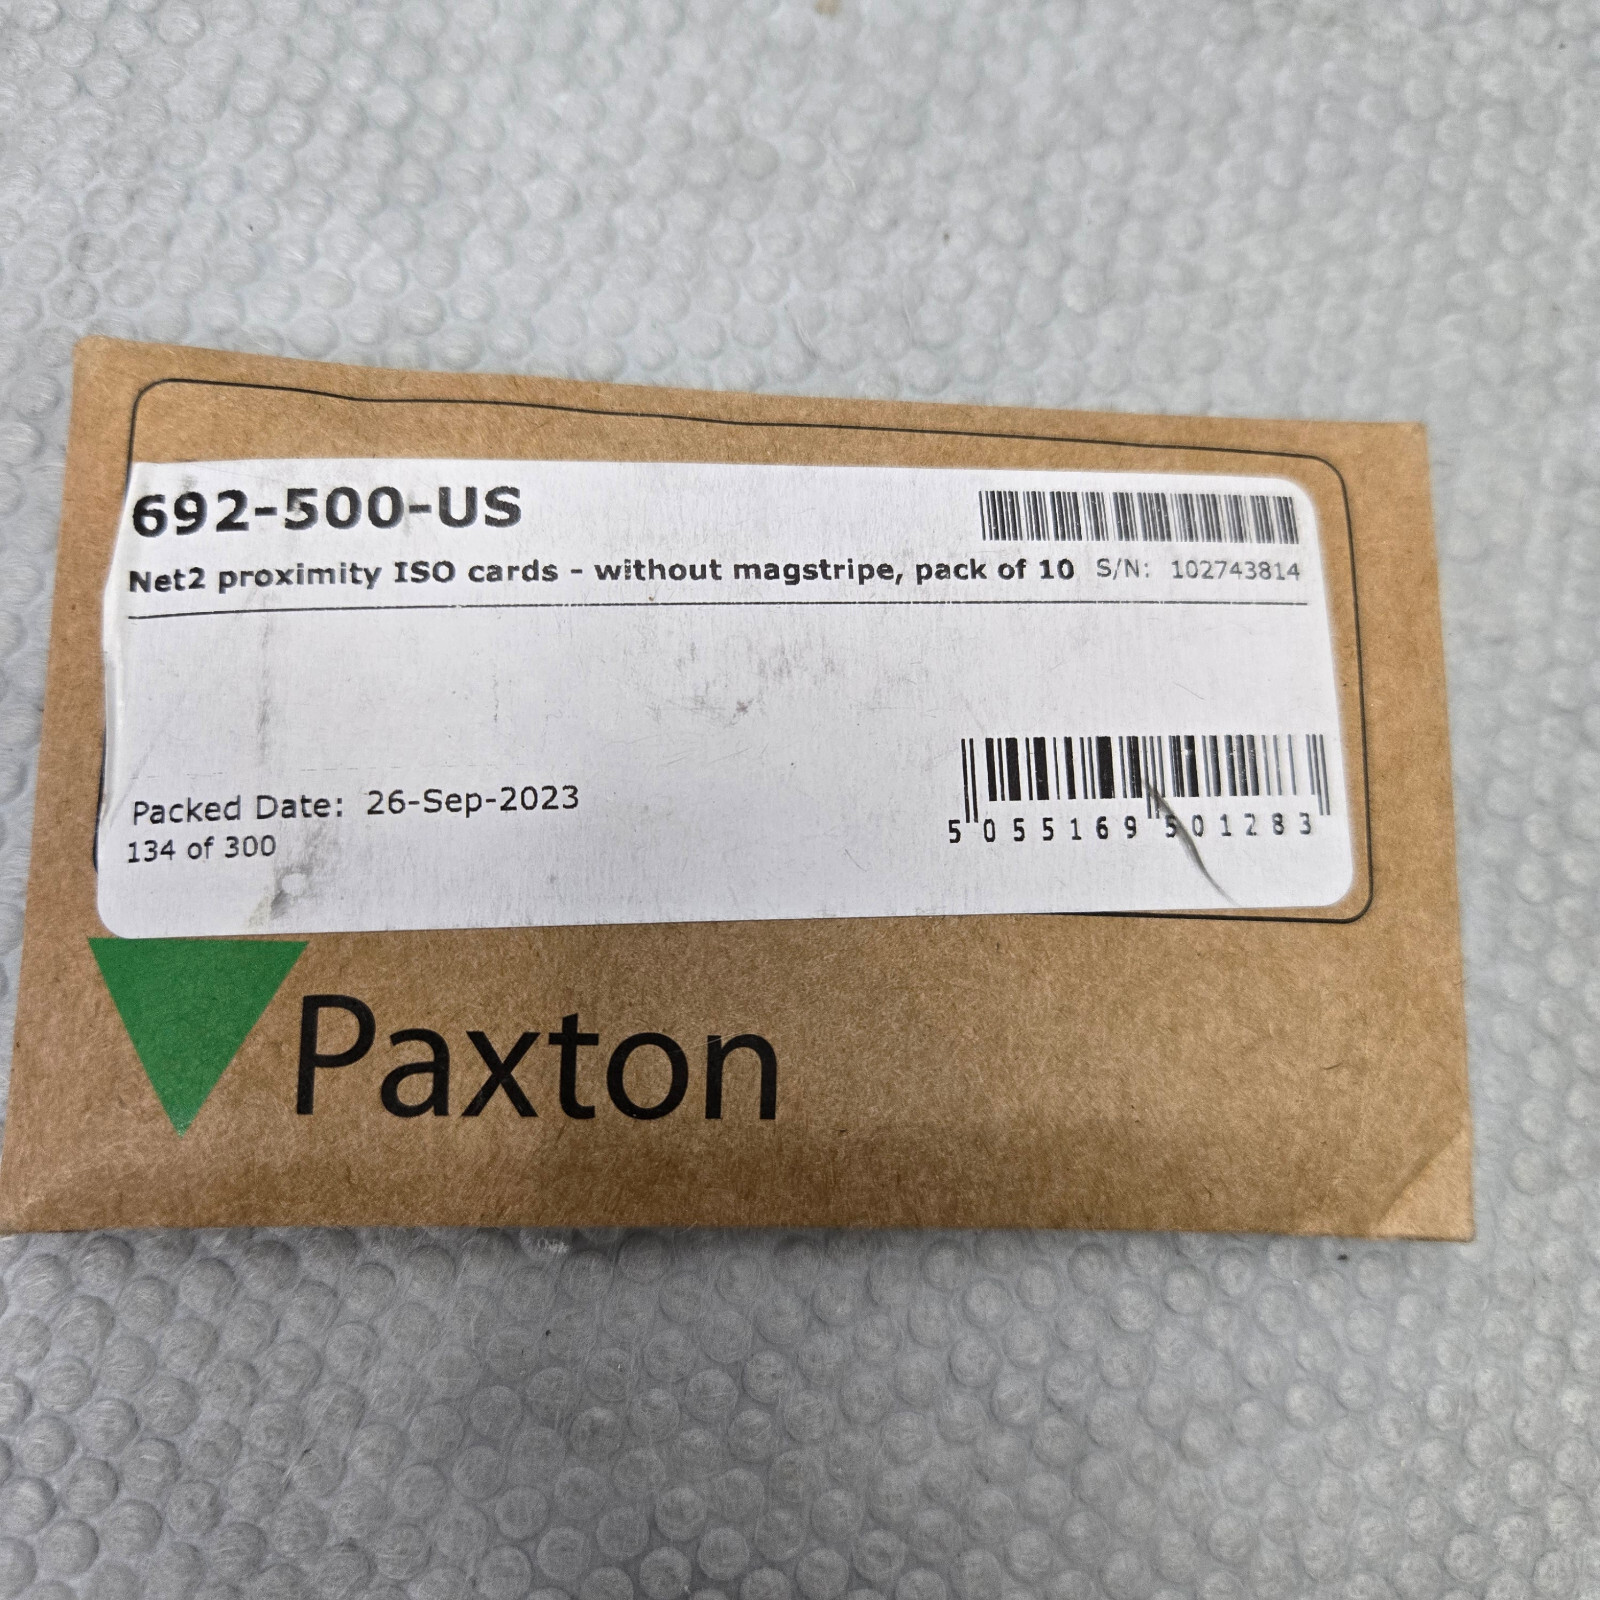 692-500-US
Net2 proximity ISO cards - without magstripe, pack of 10 S/N: 102743814
Packed Date: 26-Sep-2023
134 of 300
5 055169 501283
Paxton